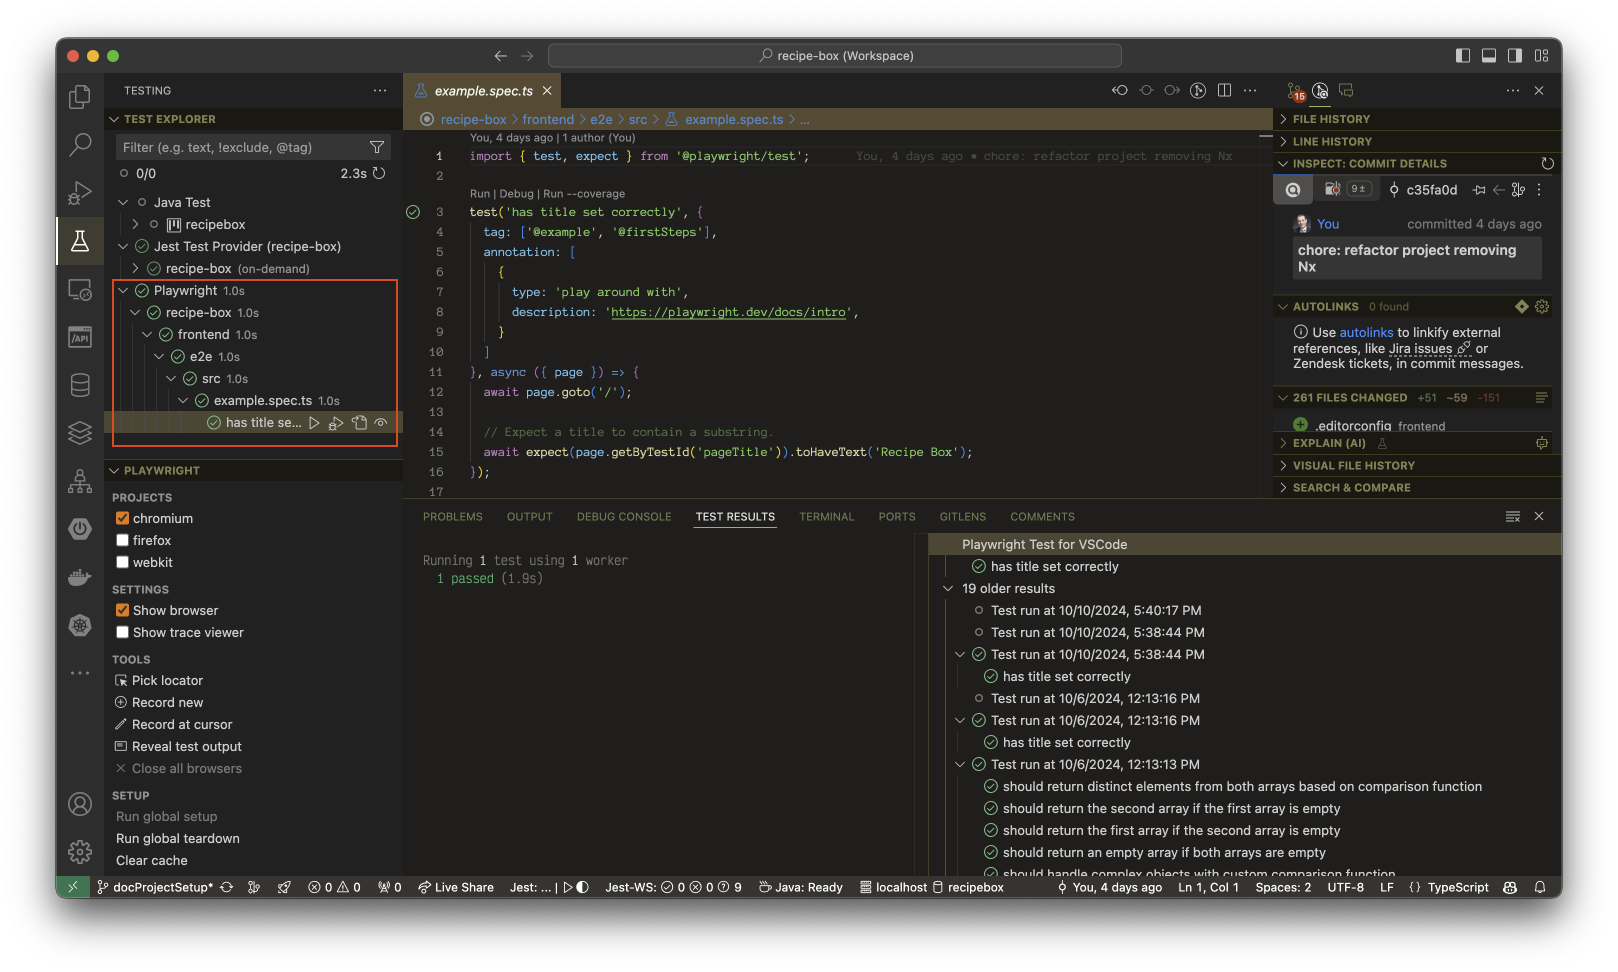 recipe-box (Workspace)
TESTING
TEST EXPLORER
Filter (e.g. text, !exclude, @tag)
0/0
2.3s
Java Test
recipebox
Jest Test Provider (recipe-box)
recipe-box (on-demand)
Playwright 1.0s
recipe-box 1.0s
frontend 1.0s
e2e 1.0s
src 1.0s
example.spec.ts 1.0s
has title se...
PLAYWRIGHT
PROJECTS
chromium
firefox
webkit
SETTINGS
Show browser
Show trace viewer
TOOLS
Pick locator
Record new
Record at cursor
Reveal test output
Close all browsers
SETUP
Run global setup
Run global teardown
Clear cache
/API
example.spec.ts
recipe-box > frontend > e2e > src > example.spec.ts > ...
You, 4 days ago | 1 author (You)
1 import { test, expect } from '@playwright/test'; You, 4 days ago • chore: refactor project removing Nx
2
Run | Debug | Run --coverage
3 test('has title set correctly', {
4 tag: ['@example', '@firstSteps'],
5 annotation: [
6 {
7 type: 'play around with',
8 description: 'https://playwright.dev/docs/intro',
9 }
10 ]
11 }, async ({ page }) => {
12 await page.goto('/');
13
14 // Expect a title to contain a substring.
15 await expect(page.getByTestId('pageTitle')).toHaveText('Recipe Box');
16 });
17
15
FILE HISTORY
LINE HISTORY
INSPECT: COMMIT DETAILS
9±
c35fa0d
You
committed 4 days ago
chore: refactor project removing
Nx
AUTOLINKS 0 found
Use autolinks to linkify external
references, like Jira issues or
Zendesk tickets, in commit messages.
261 FILES CHANGED +51 ~59 -151
.editorconfig frontend
EXPLAIN (AI)
VISUAL FILE HISTORY
SEARCH & COMPARE
PROBLEMS OUTPUT DEBUG CONSOLE TEST RESULTS TERMINAL PORTS GITLENS COMMENTS
Running 1 test using 1 worker
1 passed (1.9s)
Playwright Test for VSCode
has title set correctly
19 older results
Test run at 10/10/2024, 5:40:17 PM
Test run at 10/10/2024, 5:38:44 PM
Test run at 10/10/2024, 5:38:44 PM
has title set correctly
Test run at 10/6/2024, 12:13:16 PM
Test run at 10/6/2024, 12:13:16 PM
has title set correctly
Test run at 10/6/2024, 12:13:13 PM
should return distinct elements from both arrays based on comparison function
should return the second array if the first array is empty
should return the first array if the second array is empty
should return an empty array if both arrays are empty
should handle complex objects with custom comparison function
docProjectSetup* 0 0 0 Live Share Jest: ... | Jest-WS: 0 0 9 Java: Ready localhost recipebox You, 4 days ago Ln 1, Col 1 Spaces: 2 UTF-8 LF {} TypeScript